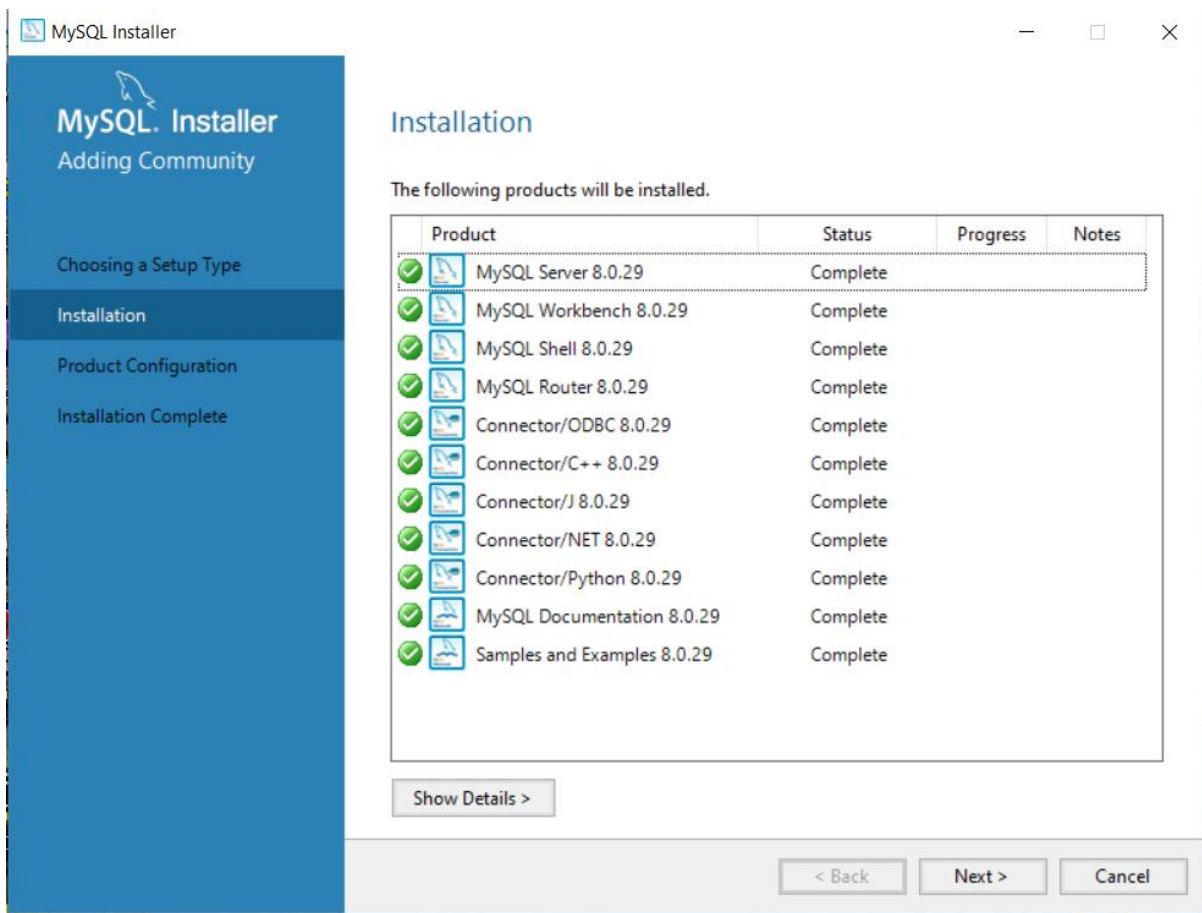 MySQL Installer
MySQL. Installer
Adding Community
Choosing a Setup Type
Installation
Product Configuration
Installation Complete
Installation
The following products will be installed.
Product Status Progress Notes
MySQL Server 8.0.29 Complete
MySQL Workbench 8.0.29 Complete
MySQL Shell 8.0.29 Complete
MySQL Router 8.0.29 Complete
Connector/ODBC 8.0.29 Complete
Connector/C++ 8.0.29 Complete
Connector/J 8.0.29 Complete
Connector/NET 8.0.29 Complete
Connector/Python 8.0.29 Complete
MySQL Documentation 8.0.29 Complete
Samples and Examples 8.0.29 Complete
Show Details >
< Back Next > Cancel